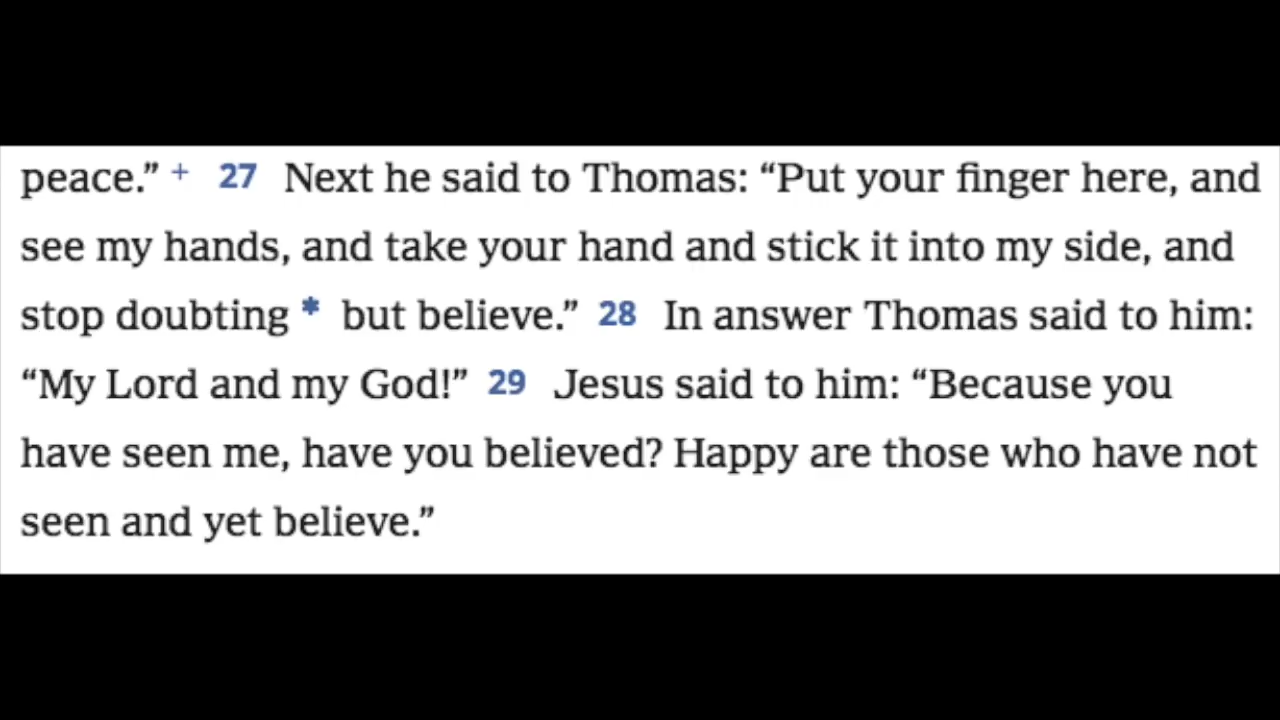 peace.” + 27 Next he said to Thomas: “Put your finger here, and
see my hands, and take your hand and stick it into my side, and
stop doubting * but believe.” 28 In answer Thomas said to him:
“My Lord and my God!” 29 Jesus said to him: “Because you
have seen me, have you believed? Happy are those who have not
seen and yet believe.”